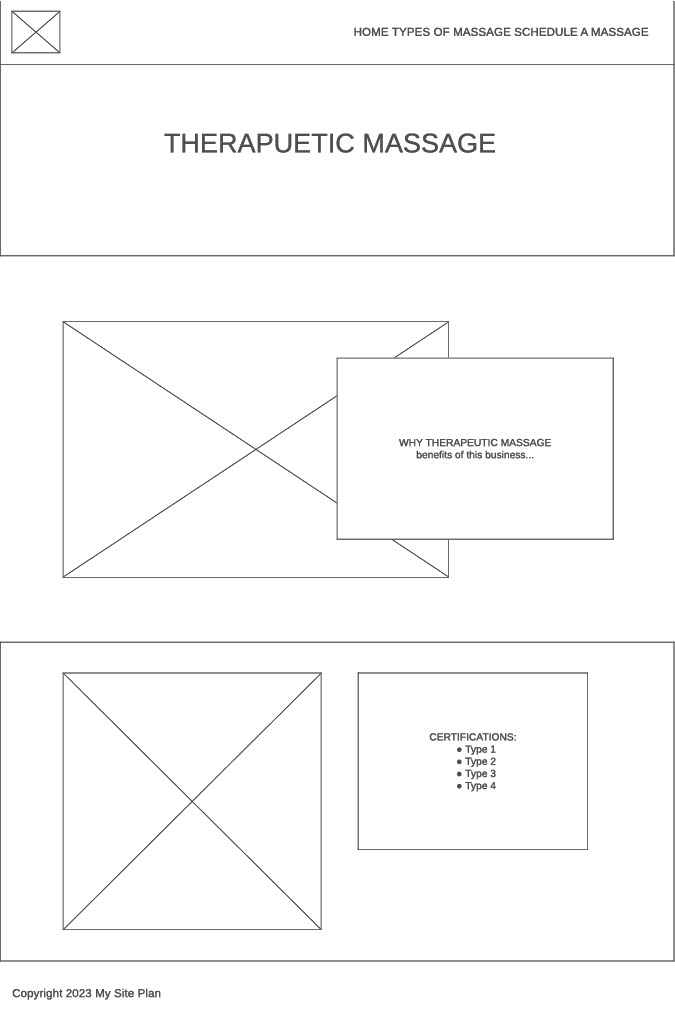 HOME TYPES OF MASSAGE SCHEDULE A MASSAGE
THERAPUETIC MASSAGE
WHY THERAPEUTIC MASSAGE
benefits of this business...
CERTIFICATIONS:
● Type 1
● Type 2
● Type 3
● Type 4
Copyright 2023 My Site Plan